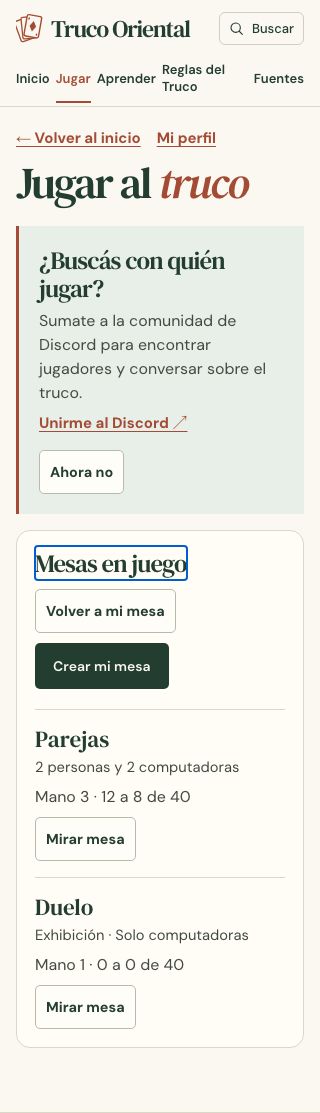 Truco Oriental
Buscar
Inicio Jugar Aprender Reglas del Truco Fuentes
← Volver al inicio Mi perfil
Jugar al truco
¿Buscás con quién
jugar?
Sumate a la comunidad de
Discord para encontrar
jugadores y conversar sobre el
truco.
Unirme al Discord ↗
Ahora no
Mesas en juego
Volver a mi mesa
Crear mi mesa
Parejas
2 personas y 2 computadoras
Mano 3 · 12 a 8 de 40
Mirar mesa
Duelo
Exhibición · Solo computadoras
Mano 1 · 0 a 0 de 40
Mirar mesa